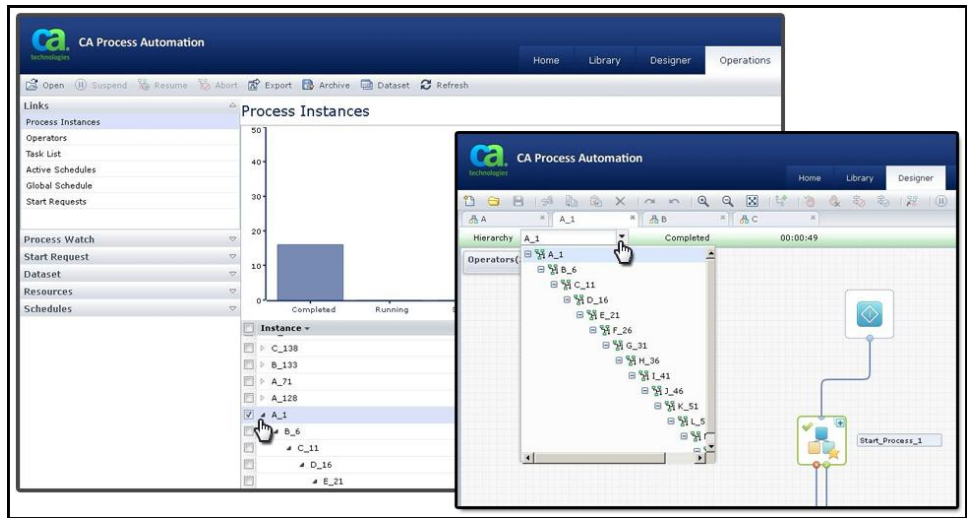 ca
technologies
CA Process Automation
Home Library Designer Operations
Open Suspend Resume Abort Export Archive Dataset Refresh
Links
Process Instances
Operators
Task List
Active Schedules
Global Schedule
Start Requests
Process Watch
Start Request
Dataset
Resources
Schedules
Process Instances
50
40
30
20
10
0
Completed Running
Instance
C_138
B_133
A_71
A_128
A_1
B_6
C_11
D_16
E_21
ca
technologies
CA Process Automation
Home Library Designer
A A_1 B C
Hierarchy A_1 Completed 00:00:49
Operators(
A_1
B_6
C_11
D_16
E_21
F_26
G_31
H_36
I_41
J_46
K_51
L_5
Start_Process_1